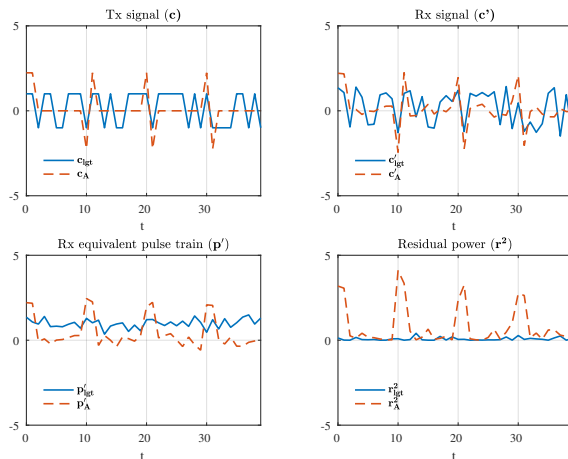 Tx signal (c)
5
0
-5
0 10 20 30
t
c_lgt
c_A
Rx signal (c')
5
0
-5
0 10 20 30
t
c'_lgt
c'_A
Rx equivalent pulse train (p')
5
0
-5
0 10 20 30
t
p'_lgt
p'_A
Residual power (r²)
5
0
-5
0 10 20 30
t
r²_lgt
r²_A